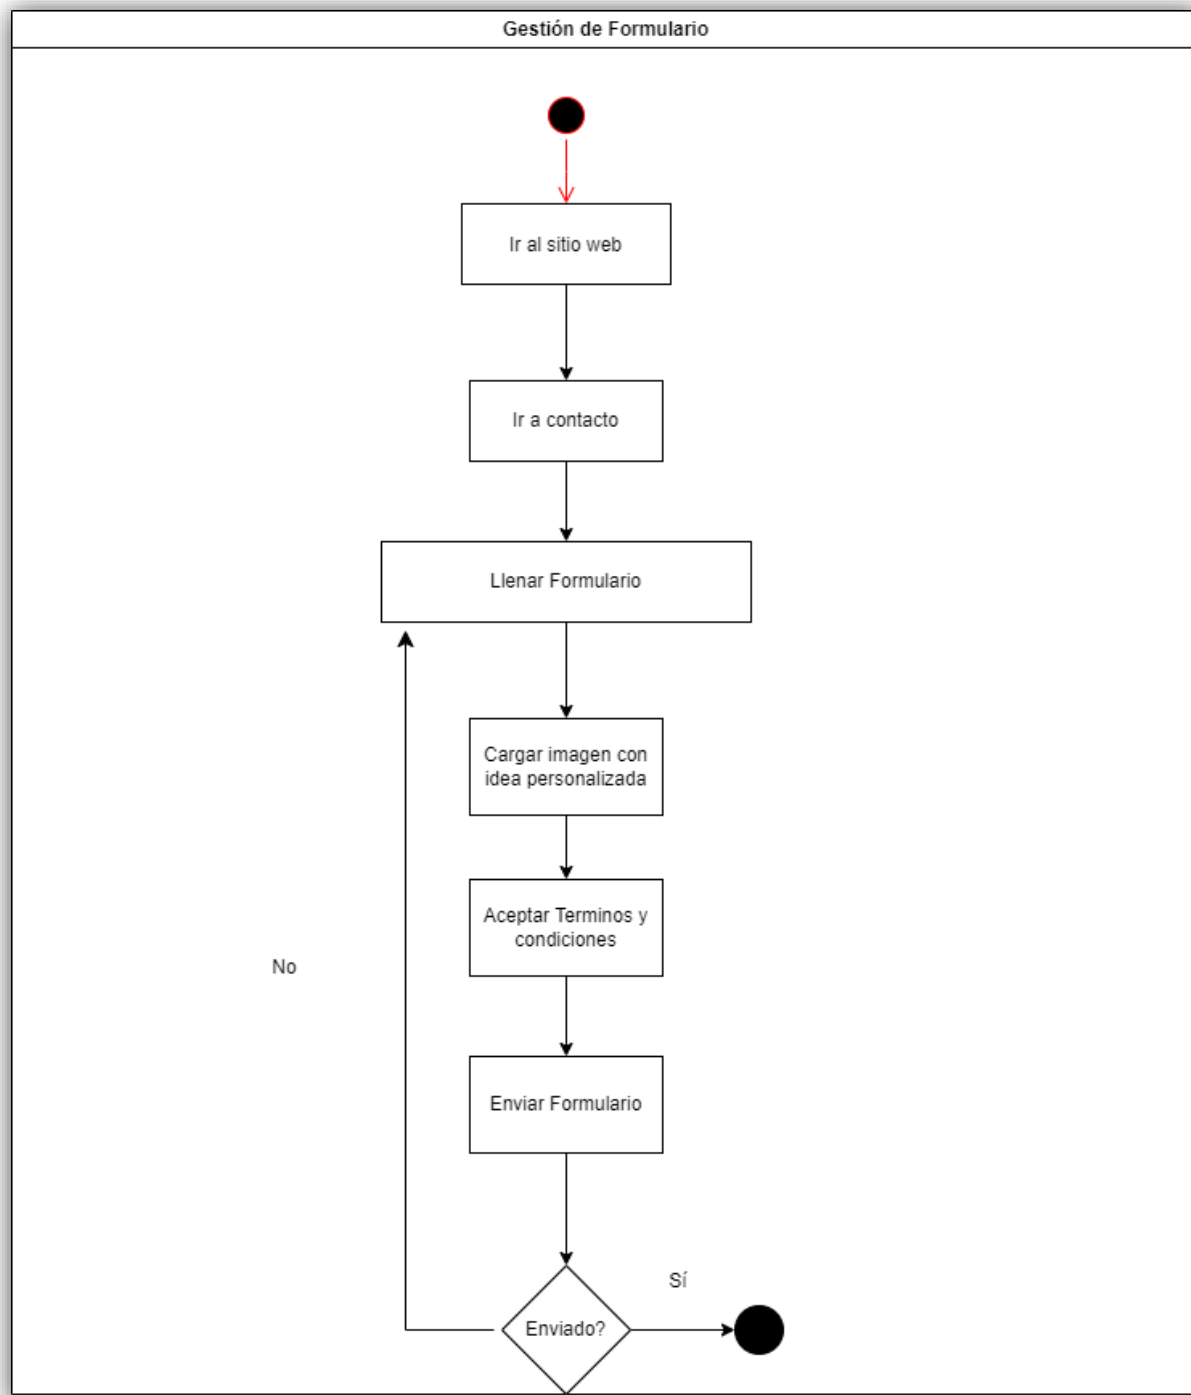 Gestión de Formulario
Ir al sitio web
Ir a contacto
Llenar Formulario
Cargar imagen con
idea personalizada
Aceptar Terminos y
condiciones
No
Enviar Formulario
Sí
Enviado?